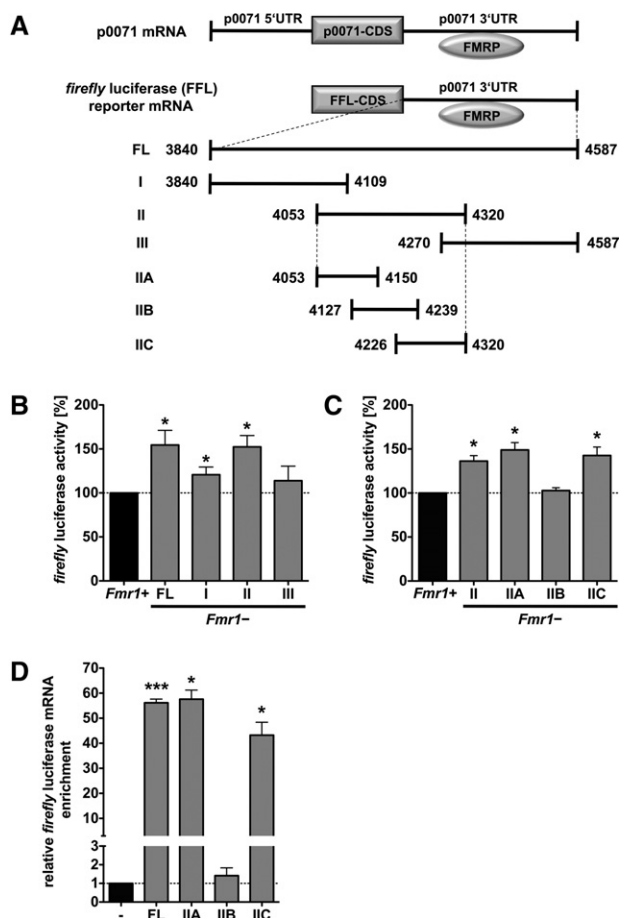 A
p0071 5‘UTR p0071 3‘UTR
p0071 mRNA p0071-CDS
FMRP
firefly luciferase (FFL) p0071 3‘UTR
reporter mRNA FFL-CDS
FMRP
FL 3840 4587
I 3840 4109
II 4053 4320
III 4270 4587
IIA 4053 4150
IIB 4127 4239
IIC 4226 4320
B
firefly luciferase activity [%]
200
150
100
50
0
* * *
Fmr1+ FL I II III
Fmr1−
C
firefly luciferase activity [%]
200
150
100
50
0
* * *
Fmr1+ II IIA IIB IIC
Fmr1−
D
relative firefly luciferase mRNA
enrichment
70
60
50
40
30
20
10
3
2
1
0
*** * *
- FL IIA IIB IIC